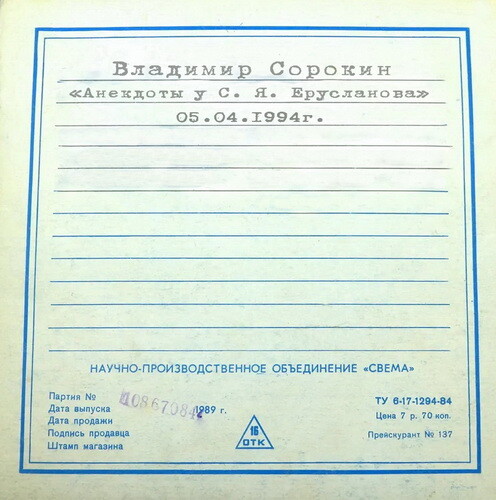 Владимир Сорокин
«Анекдоты у С. Я. Ерусланова»
05.04.1994г.
НАУЧНО-ПРОИЗВОДСТВЕННОЕ ОБЪЕДИНЕНИЕ «СВЕМА»
Партия №
Дата выпуска 1989 г.
Дата продажи
Подпись продавца
Штамп магазина
16
ОТК
ТУ 6-17-1294-84
Цена 7 р. 70 коп.
Прейскурант № 137